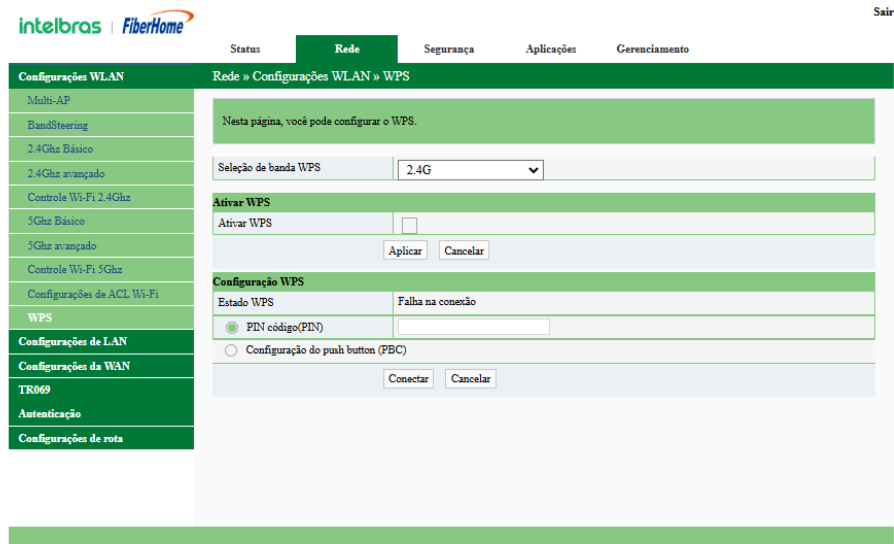 intelbras | FiberHome
Sair
Status Rede Segurança Aplicações Gerenciamento
Configurações WLAN
Rede » Configurações WLAN » WPS
Multi-AP
BandSteering
2.4Ghz Básico
2.4Ghz avançado
Controle Wi-Fi 2.4Ghz
5Ghz Básico
5Ghz avançado
Controle Wi-Fi 5Ghz
Configurações de ACL Wi-Fi
WPS
Configurações de LAN
Configurações da WAN
TR069
Autenticação
Configurações de rota
Nesta página, você pode configurar o WPS.
Seleção de banda WPS 2.4G
Ativar WPS
Ativar WPS
Aplicar Cancelar
Configuração WPS
Estado WPS Falha na conexão
PIN código(PIN)
Configuração do push button (PBC)
Conectar Cancelar